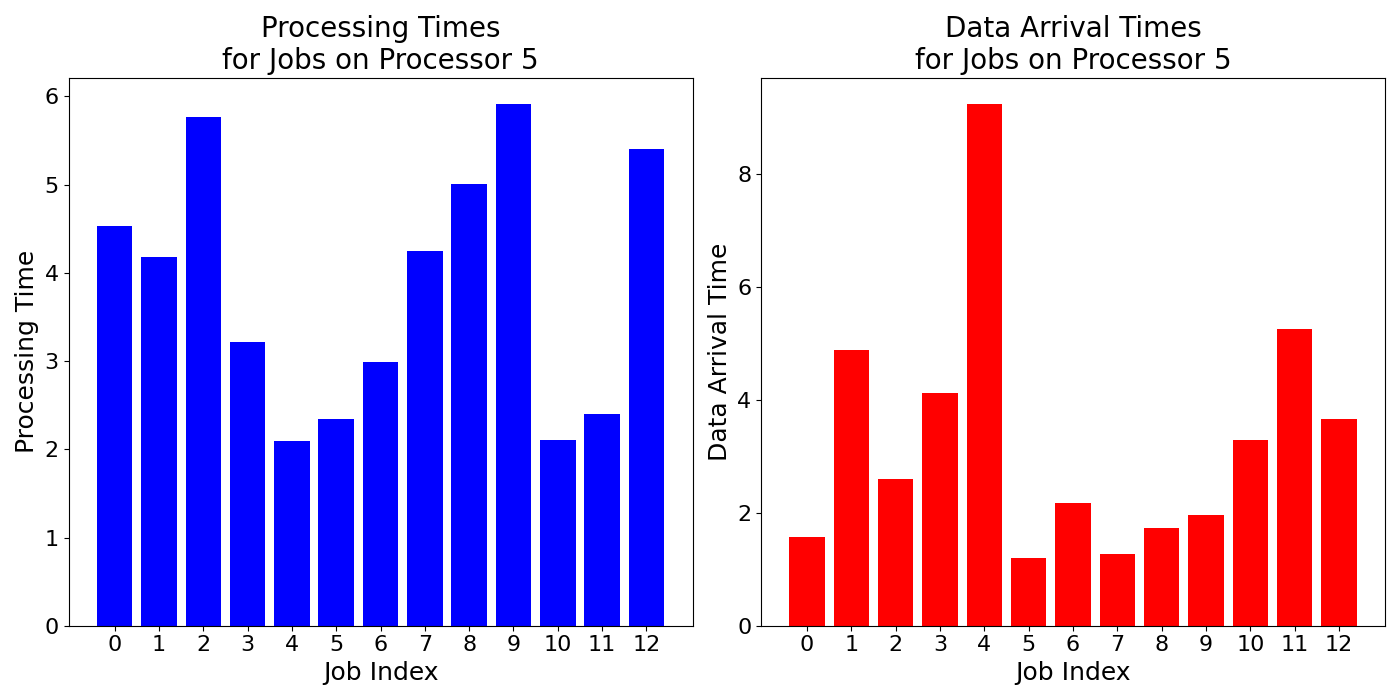 Processing Times
for Jobs on Processor 5
Processing Time
6
5
4
3
2
1
0
0 1 2 3 4 5 6 7 8 9 10 11 12
Job Index
Data Arrival Times
for Jobs on Processor 5
Data Arrival Time
8
6
4
2
0
0 1 2 3 4 5 6 7 8 9 10 11 12
Job Index